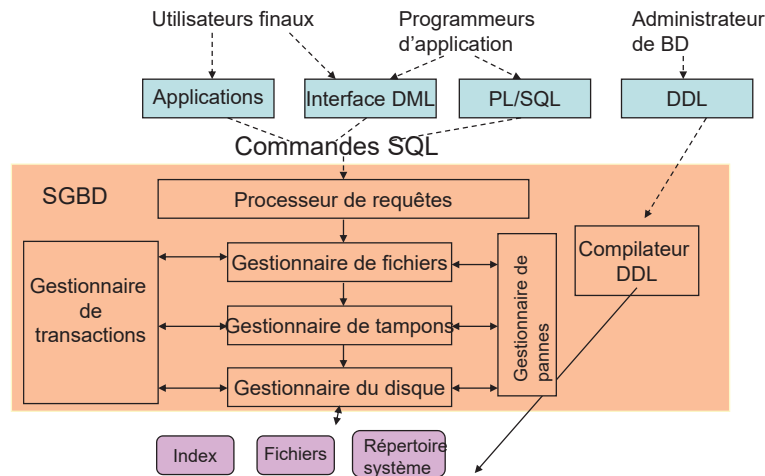 Utilisateurs finaux
Programmeurs
d'application
Administrateur
de BD
Applications
Interface DML
PL/SQL
DDL
Commandes SQL
SGBD
Processeur de requêtes
Gestionnaire
de
transactions
Gestionnaire de fichiers
Gestionnaire de tampons
Gestionnaire du disque
Gestionnaire de
pannes
Compilateur
DDL
Index
Fichiers
Répertoire
système